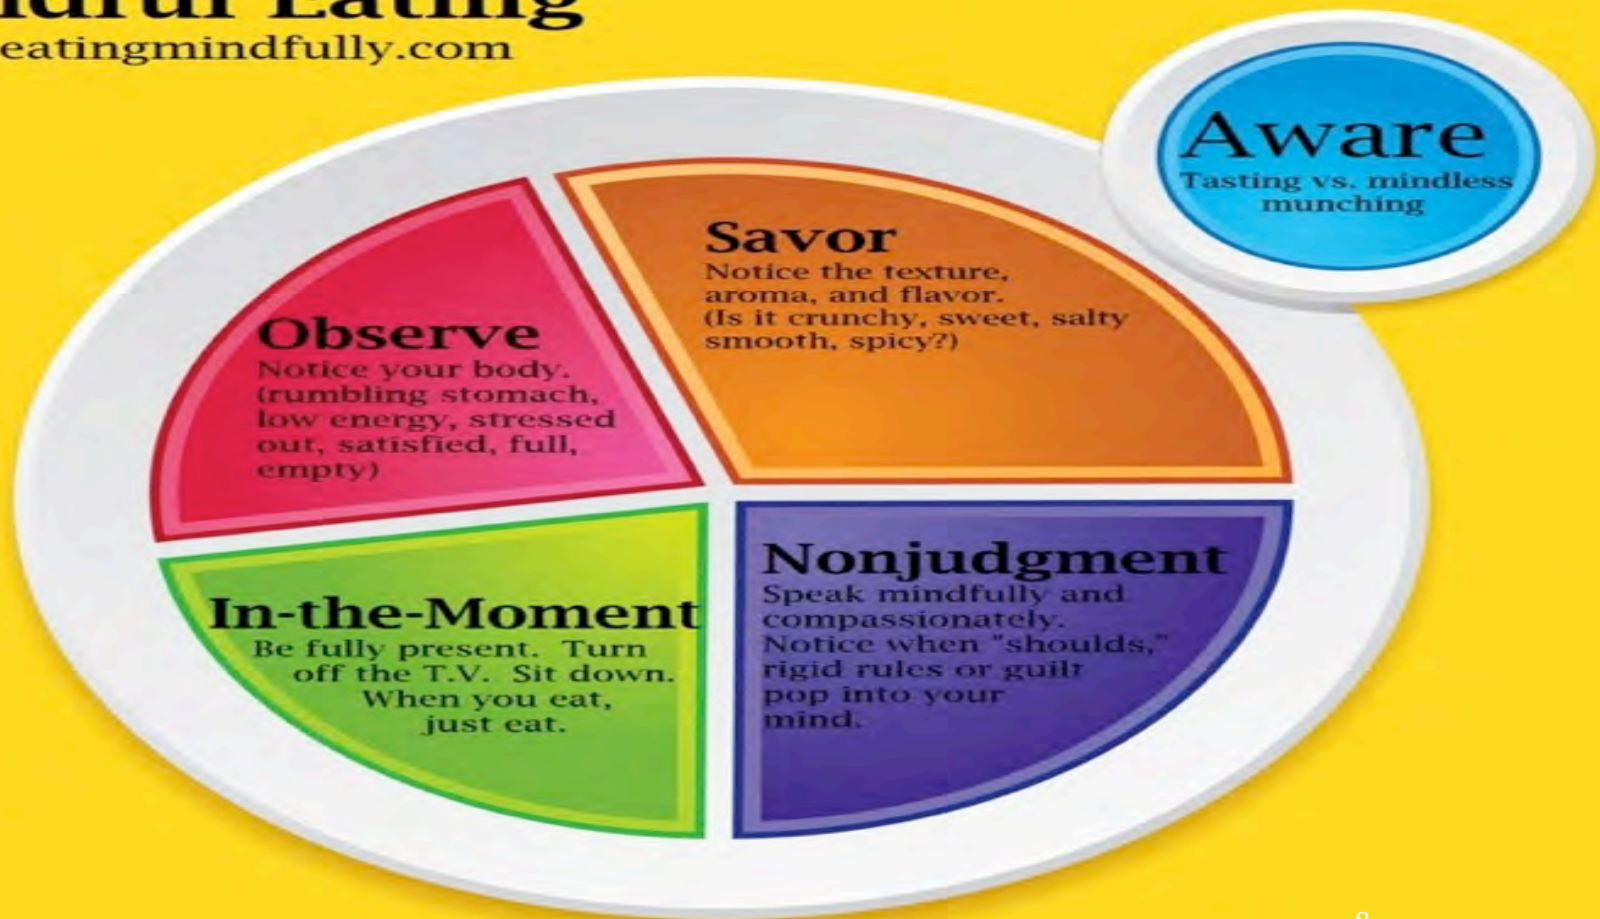 ndful Eating
eatingmindfully.com
Aware
Tasting vs. mindless
munching
Savor
Notice the texture,
aroma, and flavor.
(Is it crunchy, sweet, salty
smooth, spicy?)
Observe
Notice your body.
(rumbling stomach,
low energy, stressed
out, satisfied, full,
empty)
In-the-Moment
Be fully present. Turn
off the T.V. Sit down.
When you eat,
just eat.
Nonjudgment
Speak mindfully and
compassionately.
Notice when "shoulds,"
rigid rules or guilt
pop into your
mind.